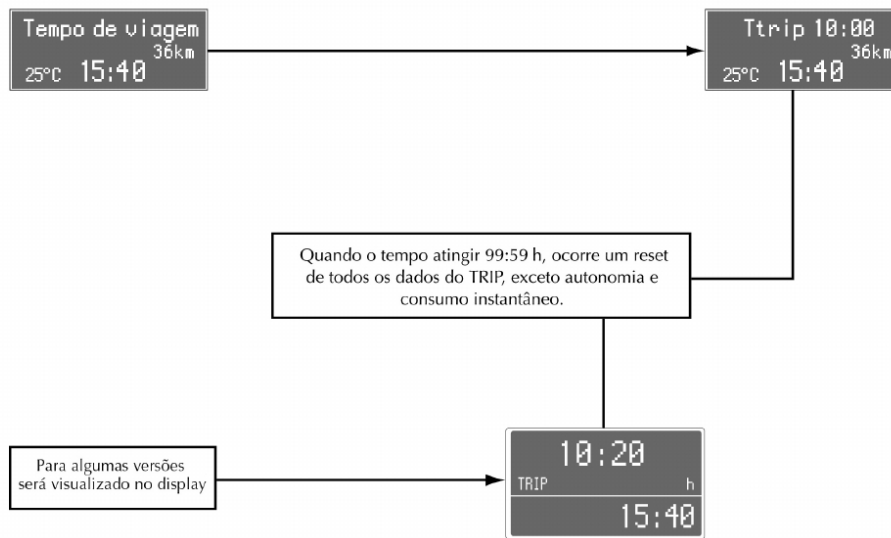 Tempo de viagem
36km
25°C 15:40
Ttrip 10:00
36km
25°C 15:40
Quando o tempo atingir 99:59 h, ocorre um reset
de todos os dados do TRIP, exceto autonomia e
consumo instantâneo.
Para algumas versões
será visualizado no display
10:20
TRIP h
15:40